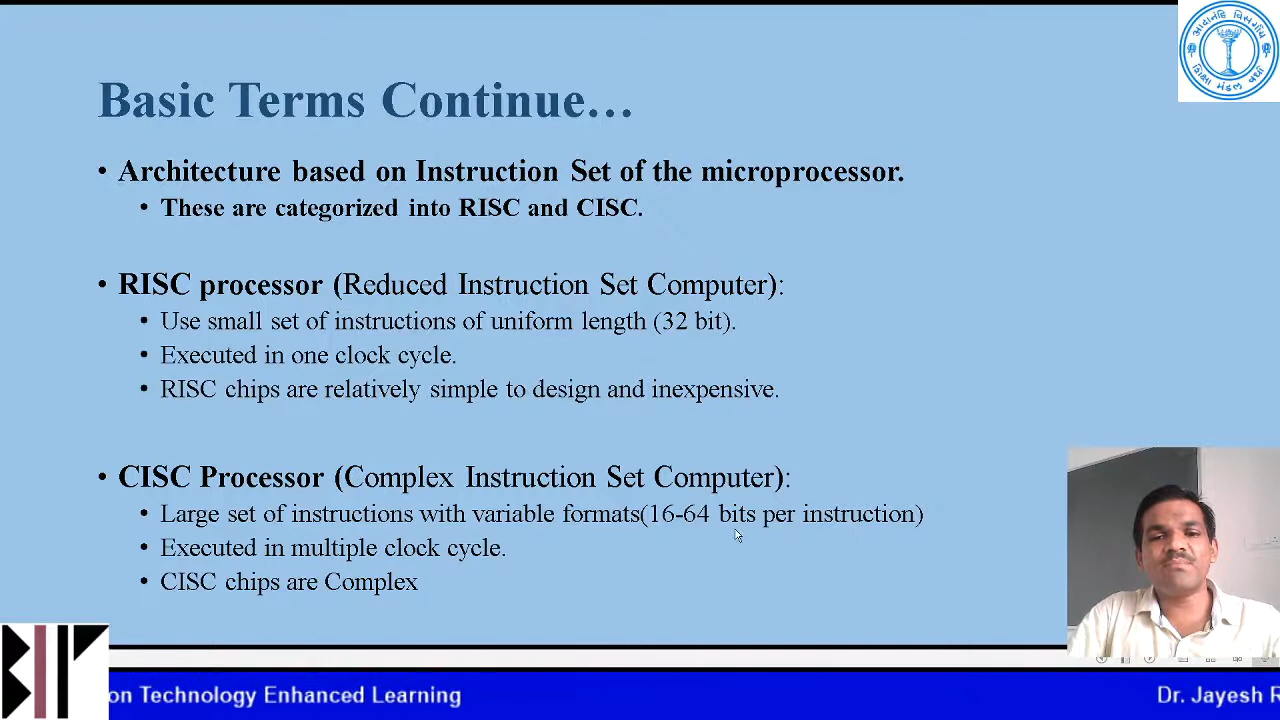 Basic Terms Continue…
• Architecture based on Instruction Set of the microprocessor.
• These are categorized into RISC and CISC.
• RISC processor (Reduced Instruction Set Computer):
• Use small set of instructions of uniform length (32 bit).
• Executed in one clock cycle.
• RISC chips are relatively simple to design and inexpensive.
• CISC Processor (Complex Instruction Set Computer):
• Large set of instructions with variable formats(16-64 bits per instruction)
• Executed in multiple clock cycle.
• CISC chips are Complex
on Technology Enhanced Learning
Dr. Jayesh R